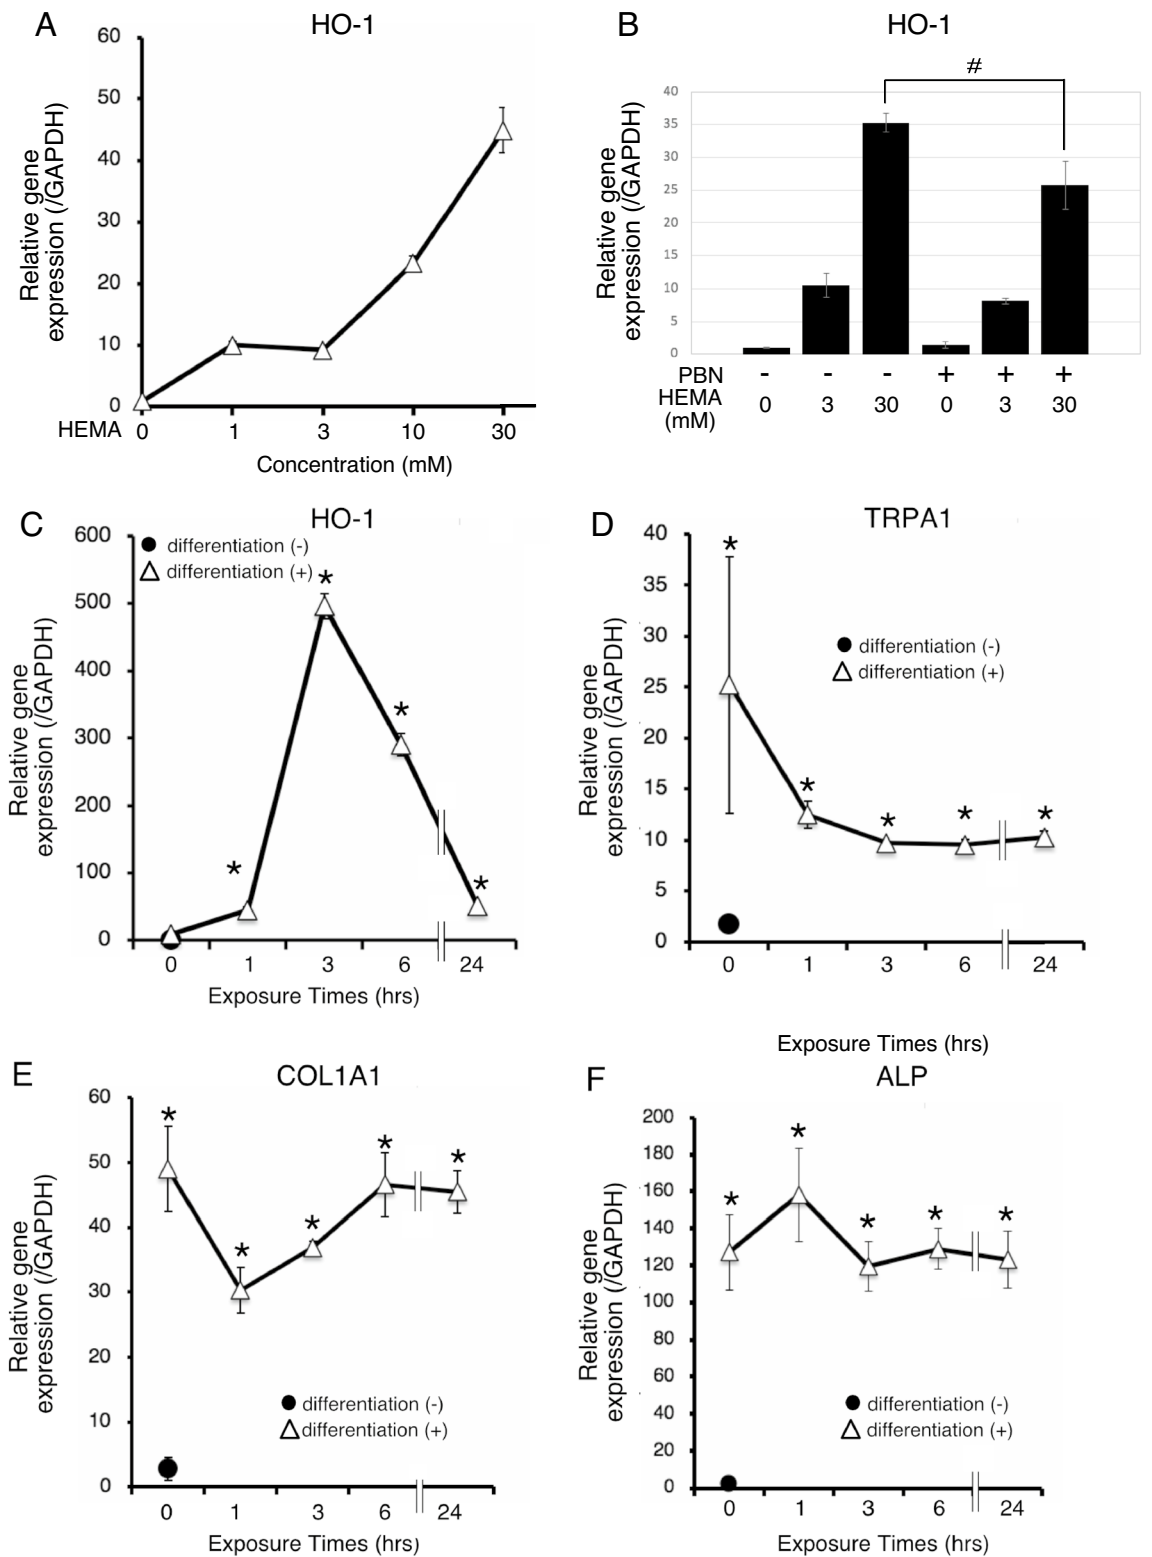 A
HO-1
Relative gene
expression (/GAPDH)
60
50
40
30
20
10
0
HEMA 0 1 3 10 30
Concentration (mM)
B
HO-1
#
Relative gene
expression (/GAPDH)
40
35
30
25
20
15
10
5
0
PBN - - - + + +
HEMA 0 3 30 0 3 30
(mM)
C
HO-1
differentiation (-)
differentiation (+)
Relative gene
expression (/GAPDH)
600
500
400
300
200
100
0
* * * *
0 1 3 6 24
Exposure Times (hrs)
D
TRPA1
differentiation (-)
differentiation (+)
Relative gene
expression (/GAPDH)
40
35
30
25
20
15
10
5
0
* * * * *
0 1 3 6 24
Exposure Times (hrs)
E
COL1A1
Relative gene
expression (/GAPDH)
60
50
40
30
20
10
0
* * * * *
differentiation (-)
differentiation (+)
0 1 3 6 24
Exposure Times (hrs)
F
ALP
Relative gene
expression (/GAPDH)
200
180
160
140
120
100
80
60
40
20
0
* * * * *
differentiation (-)
differentiation (+)
0 1 3 6 24
Exposure Times (hrs)